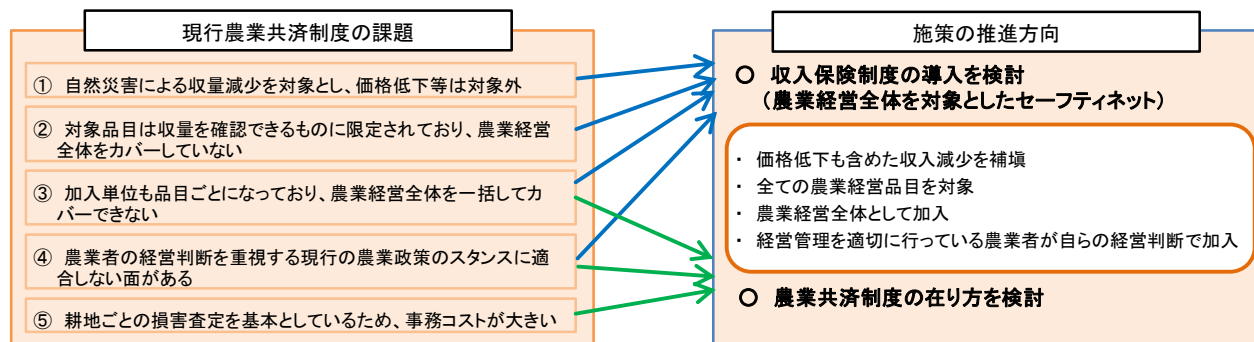 現行農業共済制度の課題
① 自然災害による収量減少を対象とし、価格低下等は対象外
② 対象品目は収量を確認できるものに限定されており、農業経営
全体をカバーしていない
③ 加入単位も品目ごとになっており、農業経営全体を一括してカ
バーできない
④ 農業者の経営判断を重視する現行の農業政策のスタンスに適
合しない面がある
⑤ 耕地ごとの損害査定を基本としているため、事務コストが大きい
施策の推進方向
○ 収入保険制度の導入を検討
(農業経営全体を対象としたセーフティネット)
・ 価格低下も含めた収入減少を補塡
・ 全ての農業経営品目を対象
・ 農業経営全体として加入
・ 経営管理を適切に行っている農業者が自らの経営判断で加入
○ 農業共済制度の在り方を検討